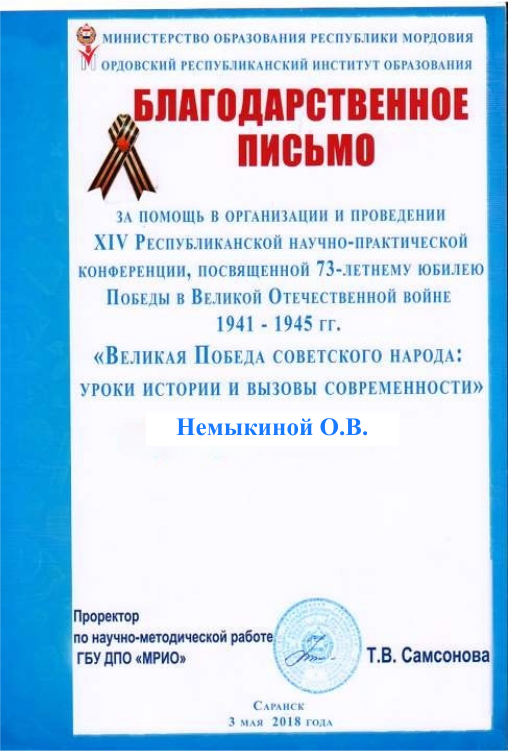 МИНИСТЕРСТВО ОБРАЗОВАНИЯ РЕСПУБЛИКИ МОРДОВИЯ
МОРДОВСКИЙ РЕСПУБЛИКАНСКИЙ ИНСТИТУТ ОБРАЗОВАНИЯ
БЛАГОДАРСТВЕННОЕ
ПИСЬМО
ЗА ПОМОЩЬ В ОРГАНИЗАЦИИ И ПРОВЕДЕНИИ
XIV РЕСПУБЛИКАНСКОЙ НАУЧНО-ПРАКТИЧЕСКОЙ
КОНФЕРЕНЦИИ, ПОСВЯЩЕННОЙ 73-ЛЕТНЕМУ ЮБИЛЕЮ
ПОБЕДЫ В ВЕЛИКОЙ ОТЕЧЕСТВЕННОЙ ВОЙНЕ
1941 - 1945 ГГ.
«ВЕЛИКАЯ ПОБЕДА СОВЕТСКОГО НАРОДА:
УРОКИ ИСТОРИИ И ВЫЗОВЫ СОВРЕМЕННОСТИ»
Немыкиной О.В.
Проректор
по научно-методической работе
ГБУ ДПО «МРИО»
Т.В. Самсонова
САРАНСК
3 МАЯ 2018 ГОДА